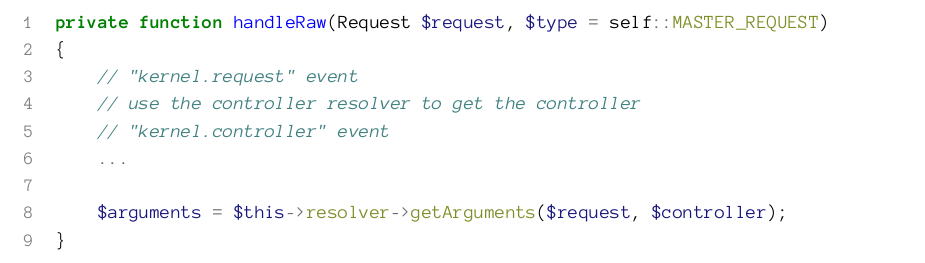 1 private function handleRaw(Request $request, $type = self::MASTER_REQUEST)
2 {
3     // "kernel.request" event
4     // use the controller resolver to get the controller
5     // "kernel.controller" event
6     ...
7
8     $arguments = $this->resolver->getArguments($request, $controller);
9 }